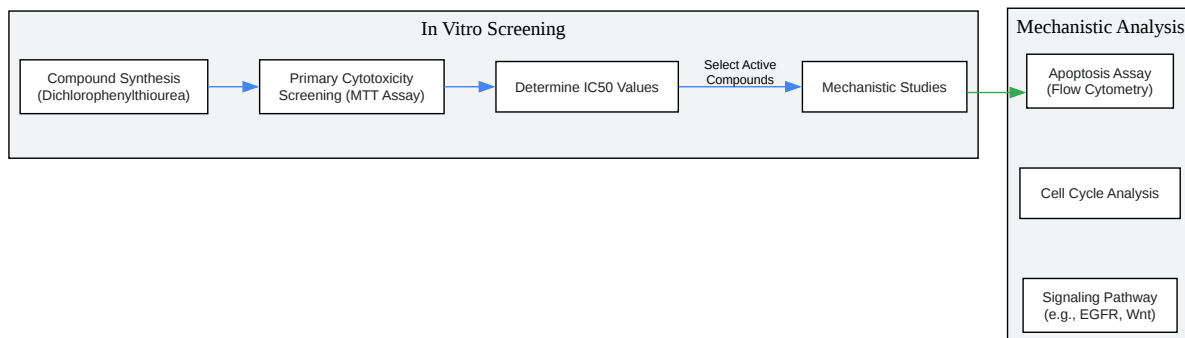 In Vitro Screening
Compound Synthesis
(Dichlorophenylthiourea)
Primary Cytotoxicity
Screening (MTT Assay)
Determine IC50 Values
Select Active
Compounds
Mechanistic Studies
Mechanistic Analysis
Apoptosis Assay
(Flow Cytometry)
Cell Cycle Analysis
Signaling Pathway
(e.g., EGFR, Wnt)